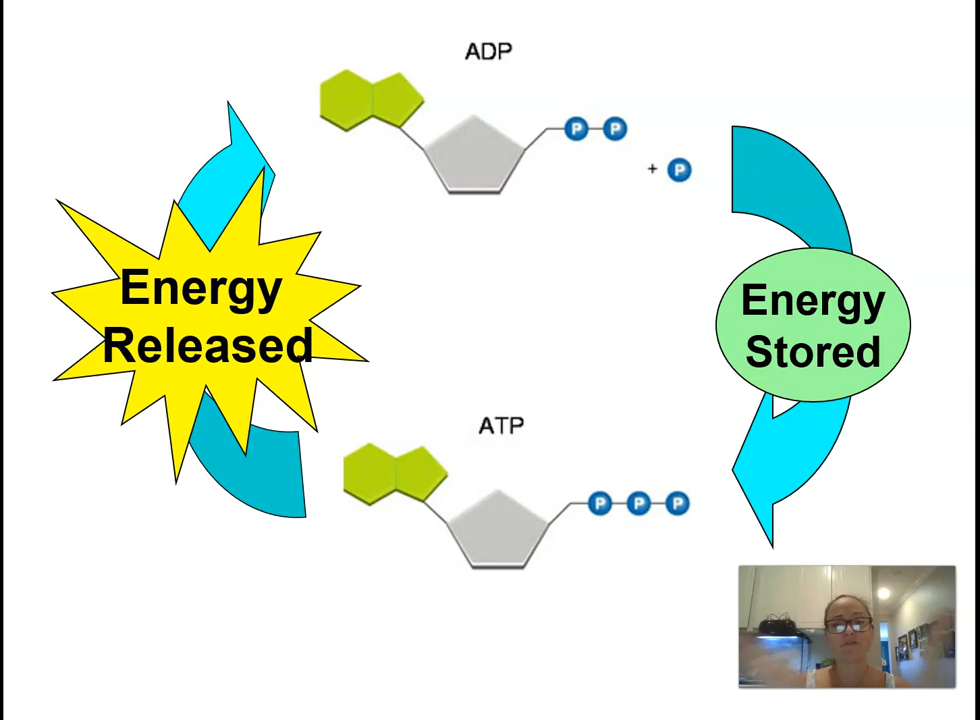 ADP
P P
+ P
Energy
Released
Energy
Stored
ATP
P P P